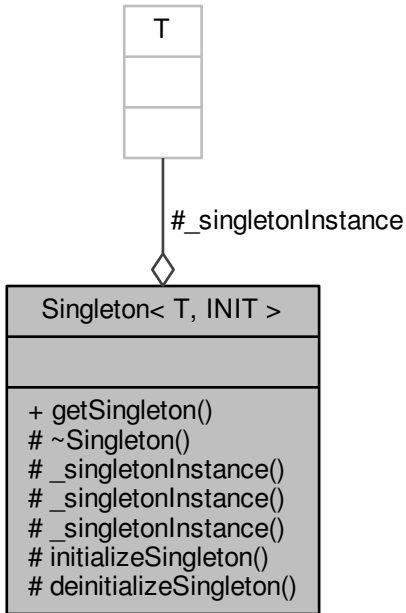 T
#_singletonInstance
Singleton< T, INIT >
+ getSingleton()
# ~Singleton()
# _singletonInstance()
# _singletonInstance()
# _singletonInstance()
# initializeSingleton()
# deinitializeSingleton()